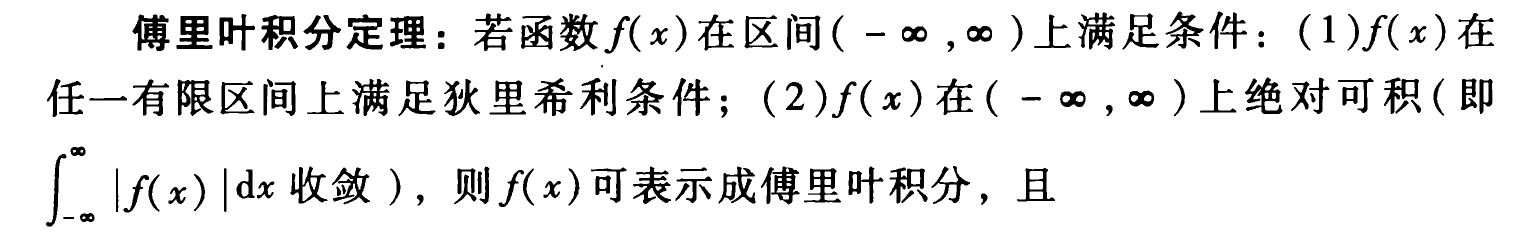 傅里叶积分定理：若函数f(x)在区间(-∞,∞)上满足条件：(1)f(x)在
任一有限区间上满足狄里希利条件；(2)f(x)在(-∞,∞)上绝对可积(即
∫_{-∞}^{∞}|f(x)|dx 收敛)，则f(x)可表示成傅里叶积分，且